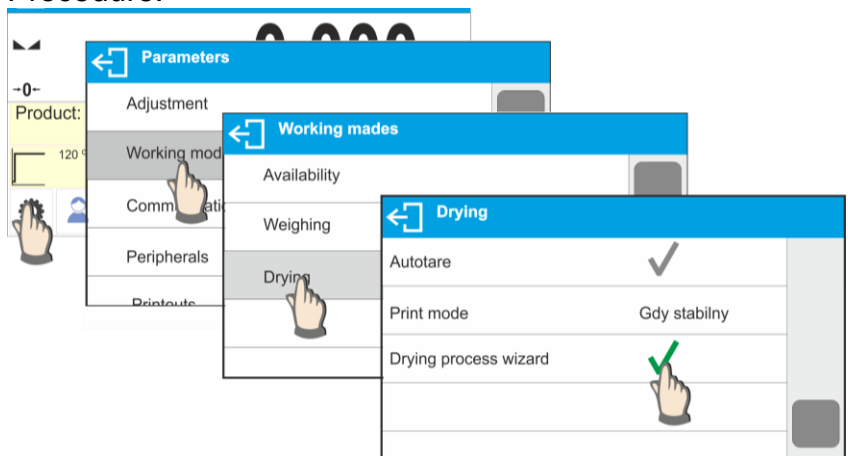 Procedure:
-0-
Product:
120 °
Parameters
Adjustment
Working mod
Peripherals
Printouts
Working mades
Availability
Weighing
Drying
Drying
Autotare
Print mode Gdy stabilny
Drying process wizard